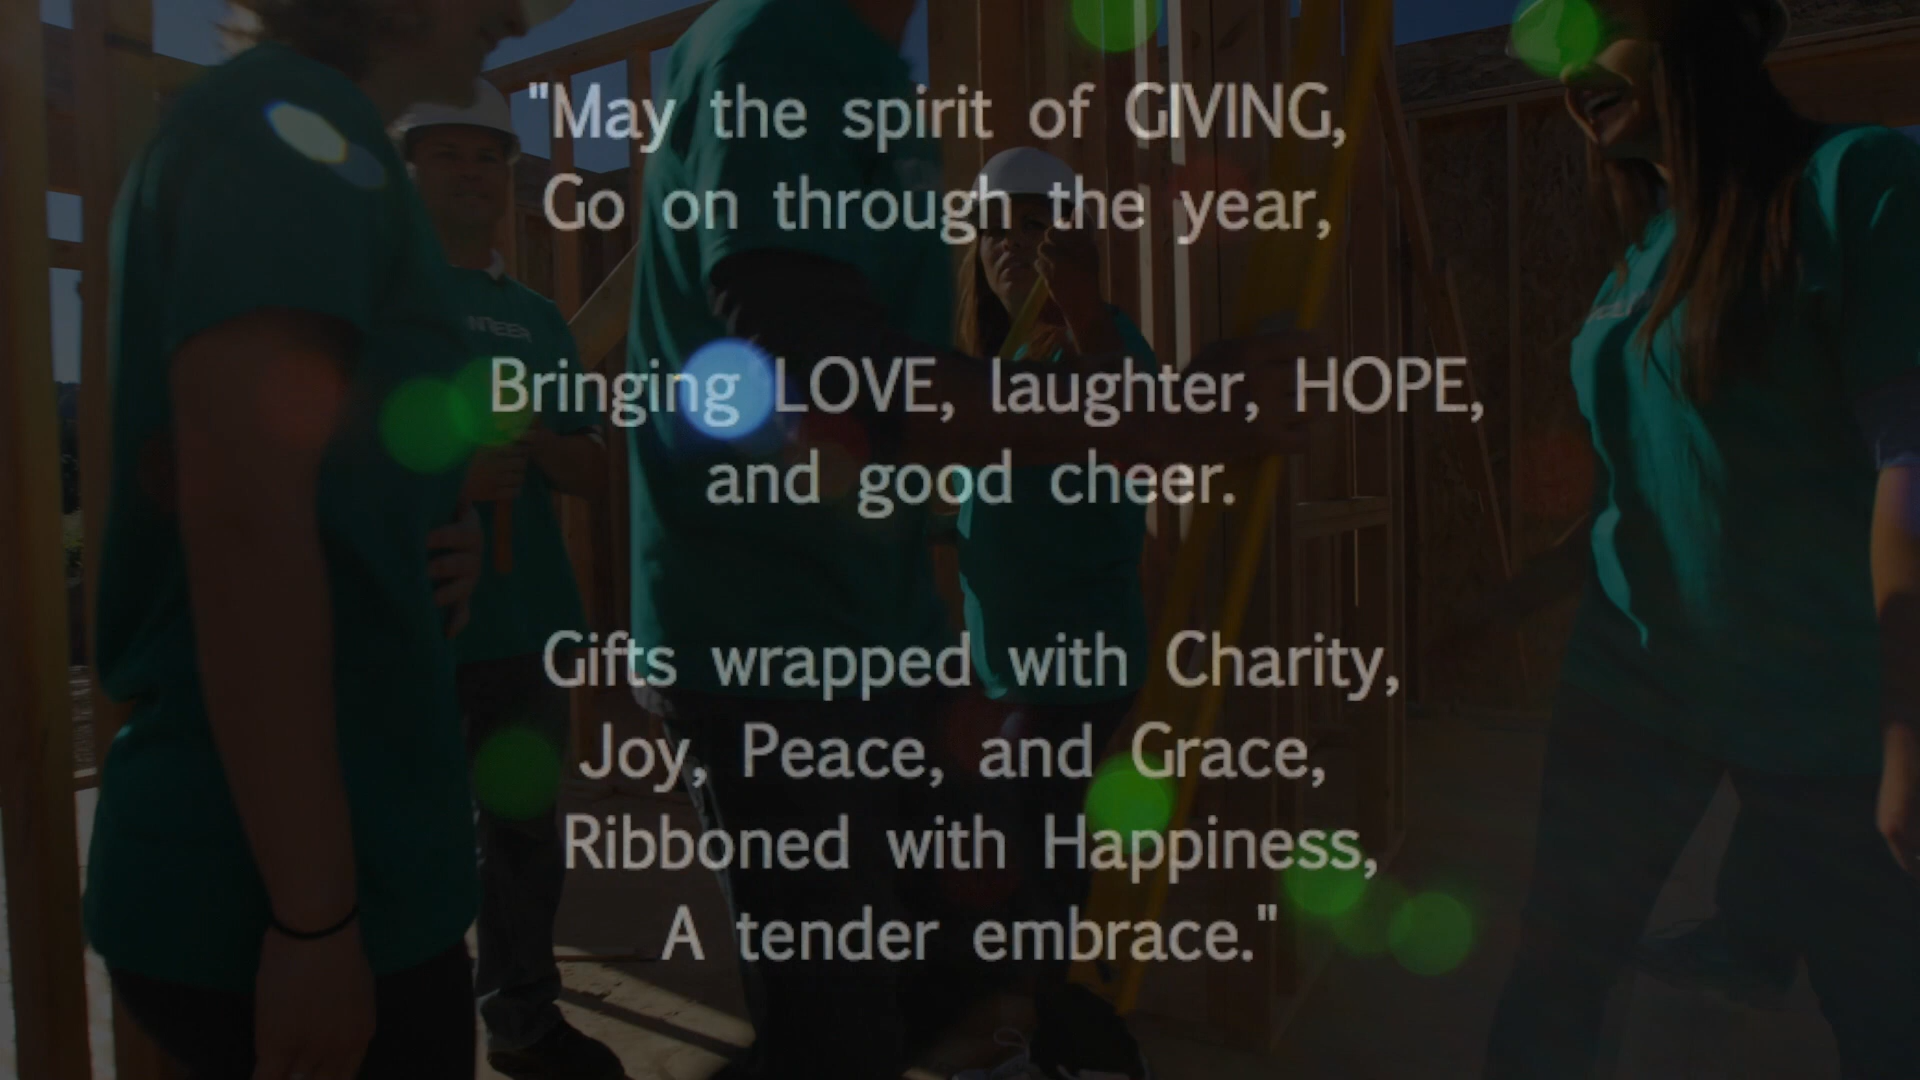 "May the spirit of GIVING,
Go on through the year,
Bringing LOVE, laughter, HOPE,
and good cheer.
Gifts wrapped with Charity,
Joy, Peace, and Grace,
Ribboned with Happiness,
A tender embrace."